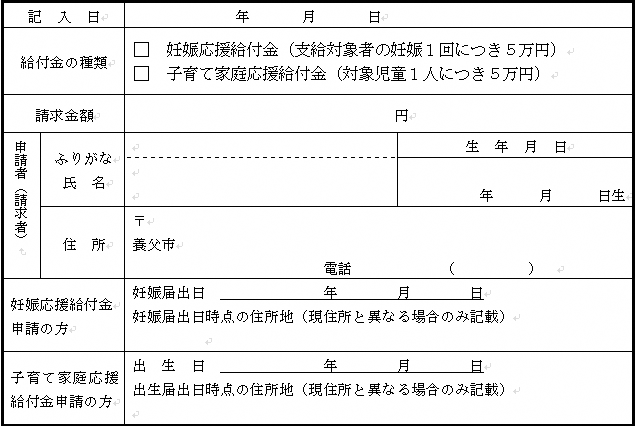 記　入　日　　　　　　年　　　月　　　日
給付金の種類
□　妊娠応援給付金（支給対象者の妊娠１回につき５万円）
□　子育て家庭応援給付金（対象児童１人につき５万円）
請求金額　　　　　　円
申請者（請求者）
ふりがな
氏　名
生　年　月　日
年　　　月　　　日生
住　所
〒
養父市
電話　　　　　　（　　　　　）
妊娠応援給付金
申請の方
妊娠届出日　　　　　　　年　　　　月　　　　日
妊娠届出日時点の住所地（現住所と異なる場合のみ記載）
子育て家庭応援
給付金申請の方
出　生　日　　　　　　　年　　　　月　　　　日
出生届出日時点の住所地（現住所と異なる場合のみ記載）